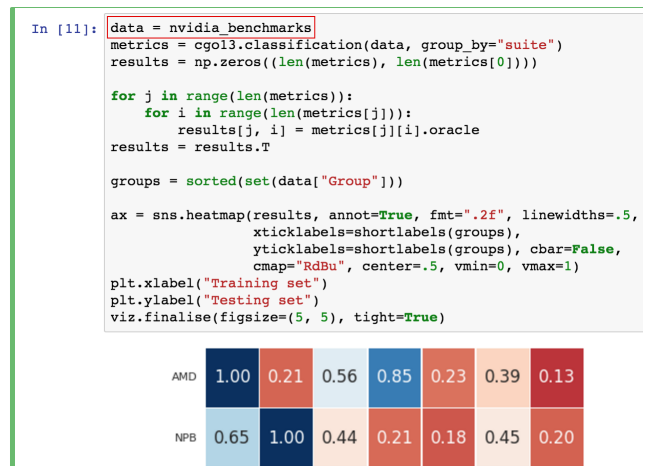 In [11]: data = nvidia_benchmarks
metrics = cgo13.classification(data, group_by="suite")
results = np.zeros((len(metrics), len(metrics[0])))
for j in range(len(metrics)):
    for i in range(len(metrics[j])):
        results[j, i] = metrics[j][i].oracle
results = results.T
groups = sorted(set(data["Group"]))
ax = sns.heatmap(results, annot=True, fmt=".2f", linewidths=.5,
                 xticklabels=shortlabels(groups),
                 yticklabels=shortlabels(groups), cbar=False,
                 cmap="RdBu", center=.5, vmin=0, vmax=1)
plt.xlabel("Training set")
plt.ylabel("Testing set")
viz.finalise(figsize=(5, 5), tight=True)
AMD 1.00 0.21 0.56 0.85 0.23 0.39 0.13
NPB 0.65 1.00 0.44 0.21 0.18 0.45 0.20